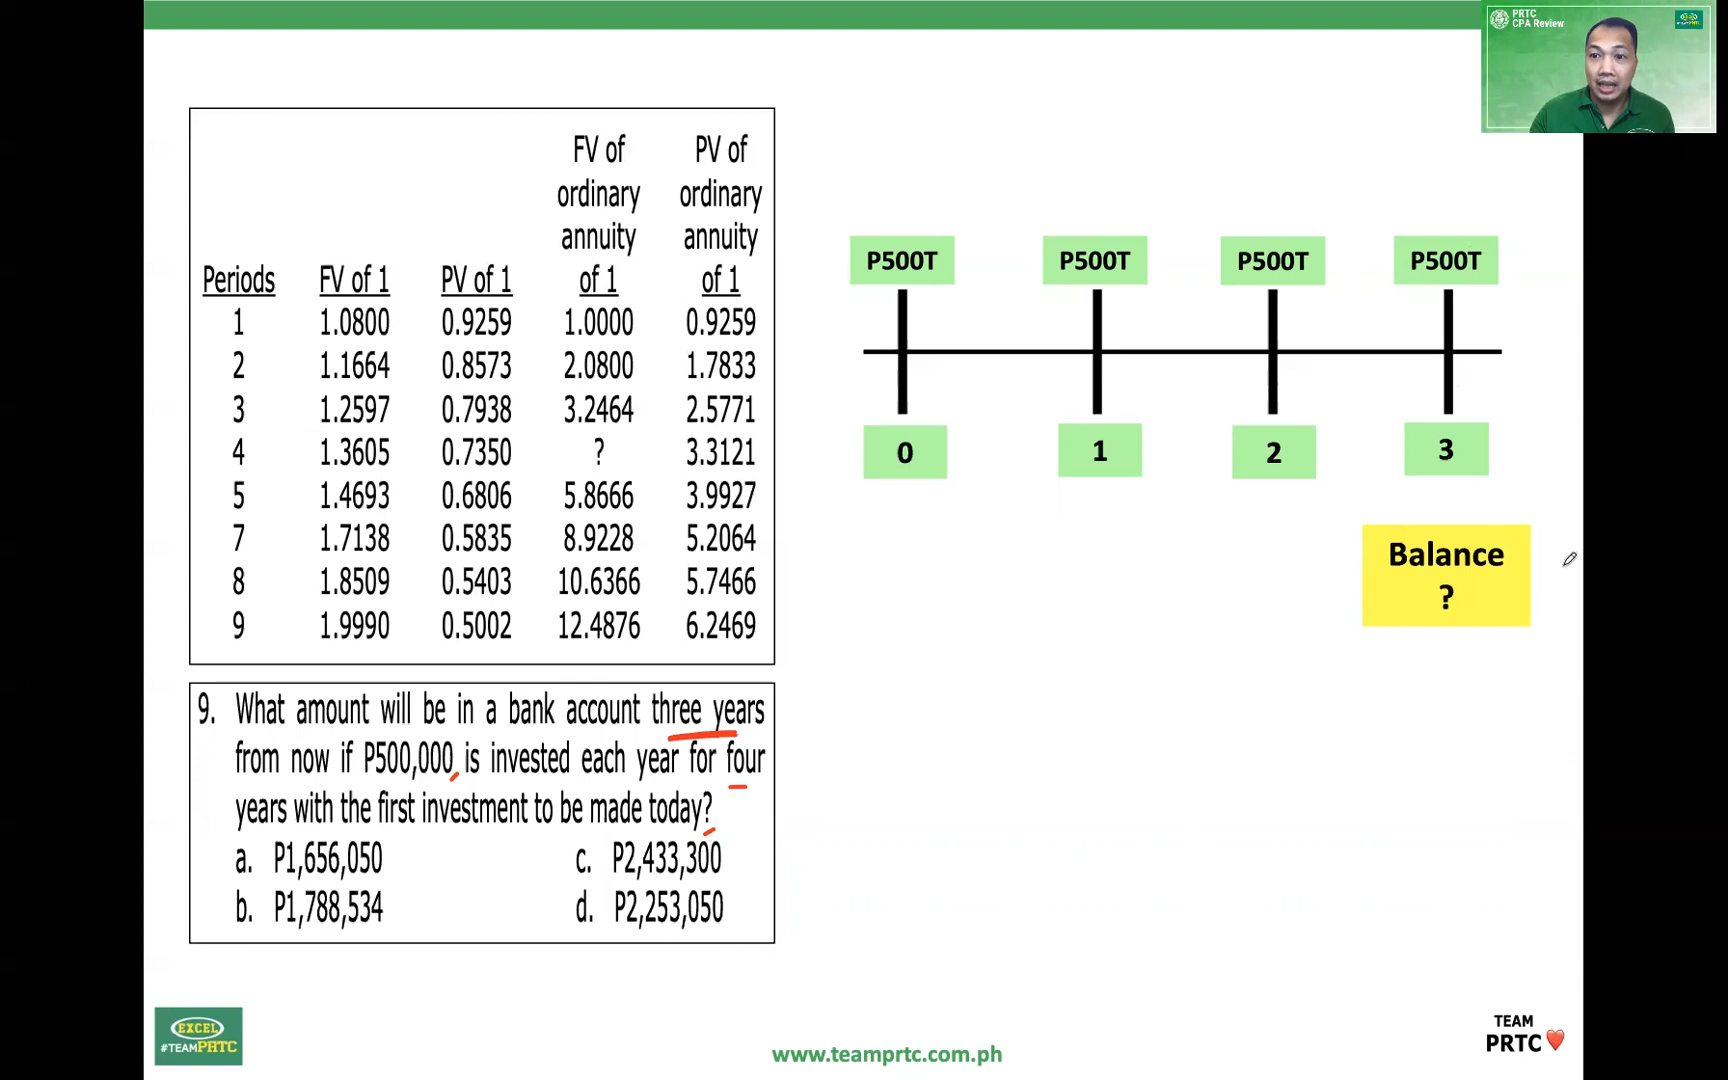 PRTC
CPA Review
FV of PV of
ordinary ordinary
annuity annuity
Periods FV of 1 PV of 1 of 1 of 1
1 1.0800 0.9259 1.0000 0.9259
2 1.1664 0.8573 2.0800 1.7833
3 1.2597 0.7938 3.2464 2.5771
4 1.3605 0.7350 ? 3.3121
5 1.4693 0.6806 5.8666 3.9927
7 1.7138 0.5835 8.9228 5.2064
8 1.8509 0.5403 10.6366 5.7466
9 1.9990 0.5002 12.4876 6.2469
P500T P500T P500T P500T
0 1 2 3
Balance
?
9. What amount will be in a bank account three years
from now if P500,000 is invested each year for four
years with the first investment to be made today?
a. P1,656,050 c. P2,433,300
b. P1,788,534 d. P2,253,050
EXCEL
#TEAMPRTC
www.teamprtc.com.ph
TEAM
PRTC